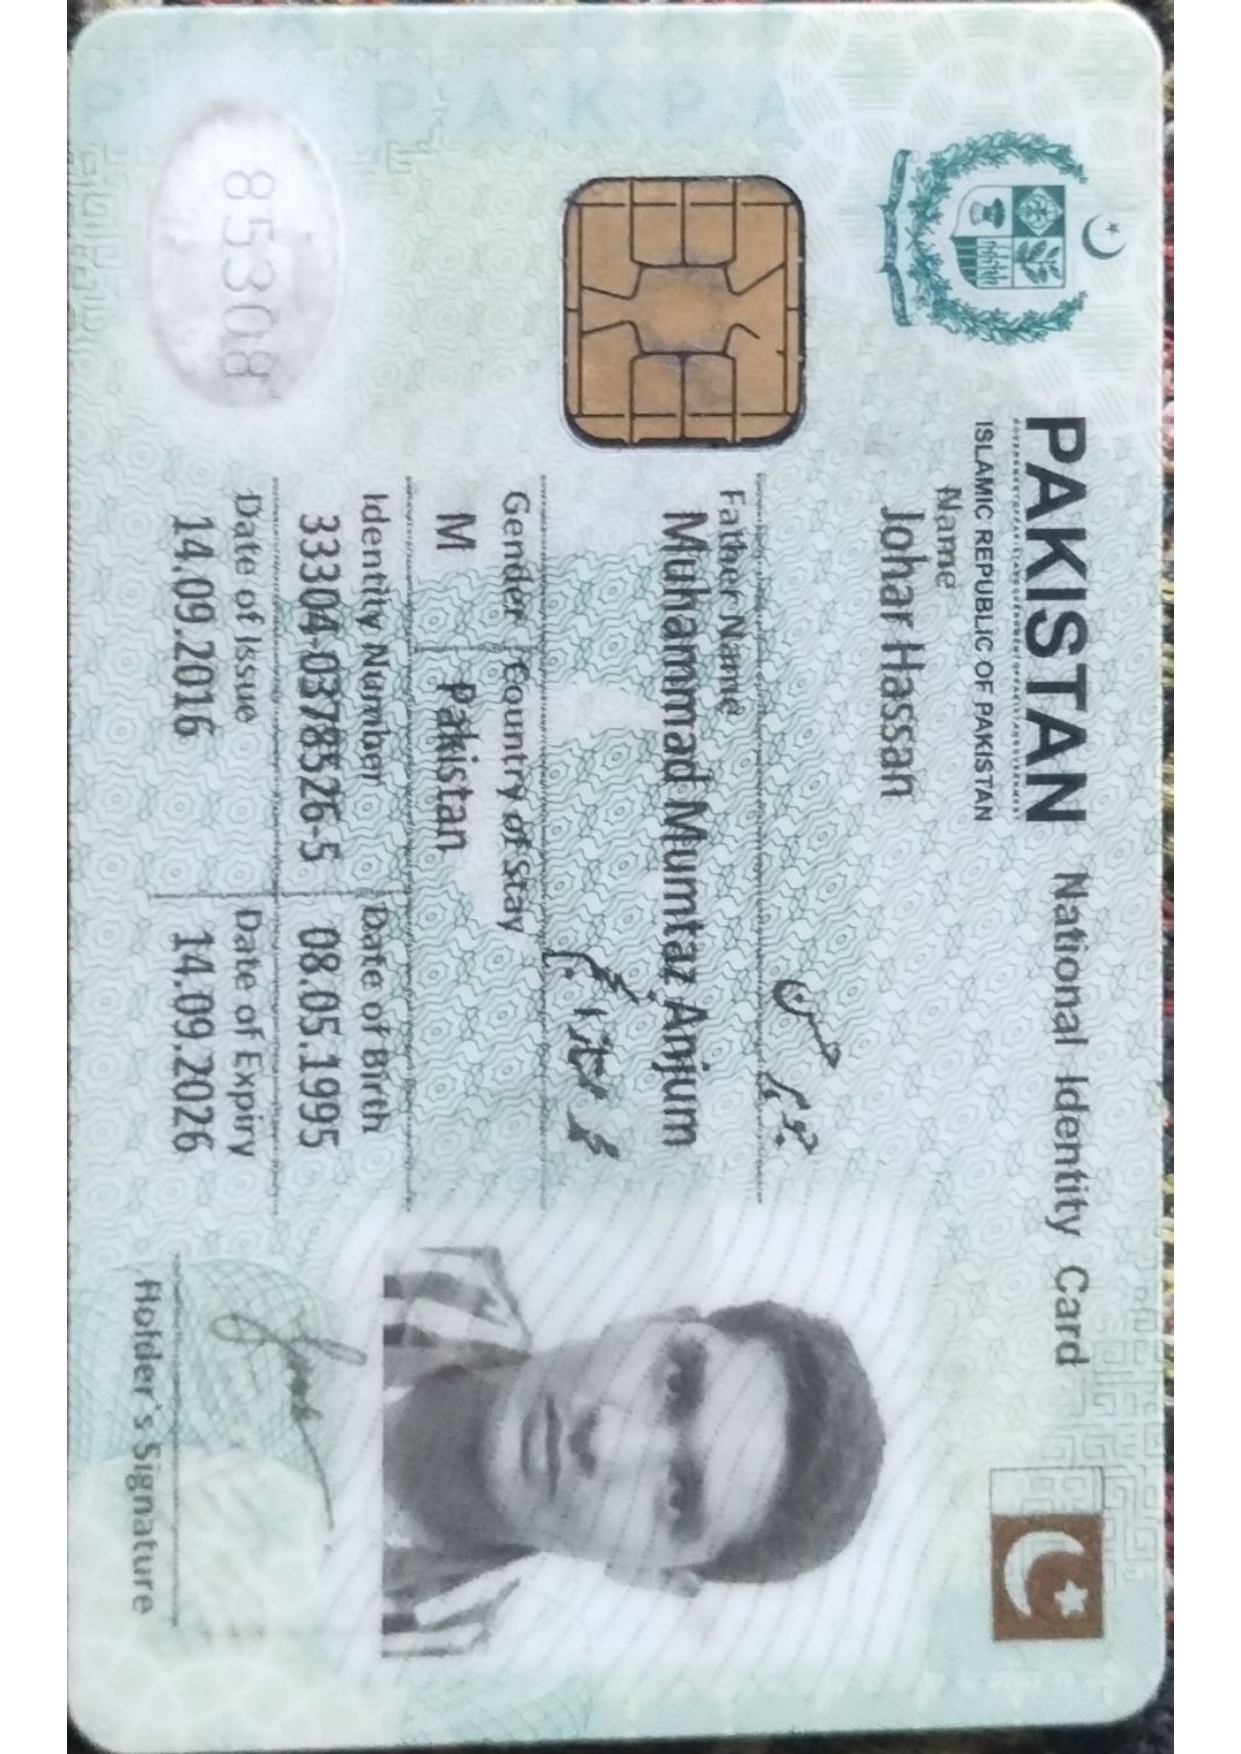 PAKISTAN National Identity Card
ISLAMIC REPUBLIC OF PAKISTAN
Name
Johar Hassan
جوہر حسن
Father Name
Muhammad Mumtaz Anjum
محمد ممتاز انجم
Gender Country of Stay
M Pakistan
Identity Number Date of Birth
33304-0378526-5 08.05.1995
Date of Issue Date of Expiry
14.09.2016 14.09.2026
Holder's Signature
85308